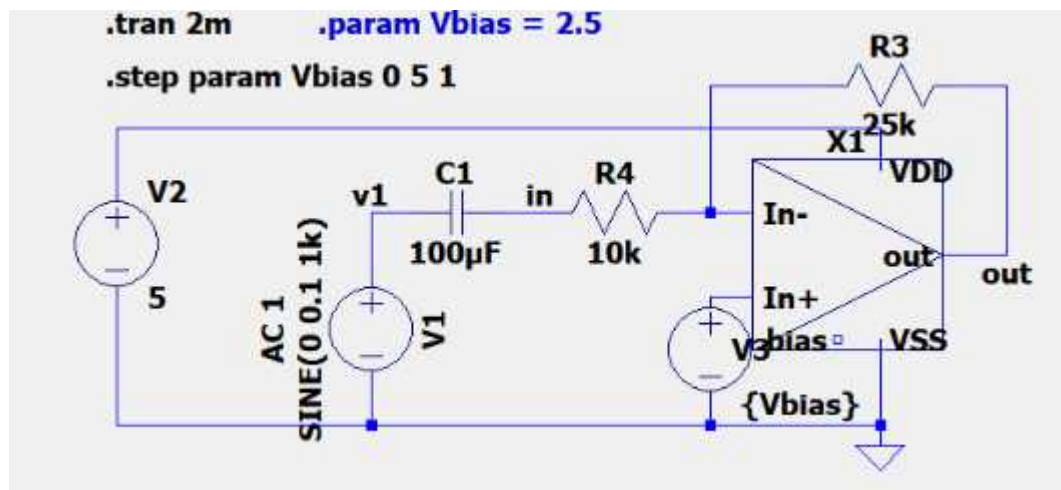 .tran 2m .param Vbias = 2.5
.step param Vbias 0 5 1
R3
25k
X1
VDD
V2
5
v1
C1
100µF
in
R4
10k
In-
out
out
In+
AC 1
SINE(0 0.1 1k)
V1
V3
bias
VSS
{Vbias}